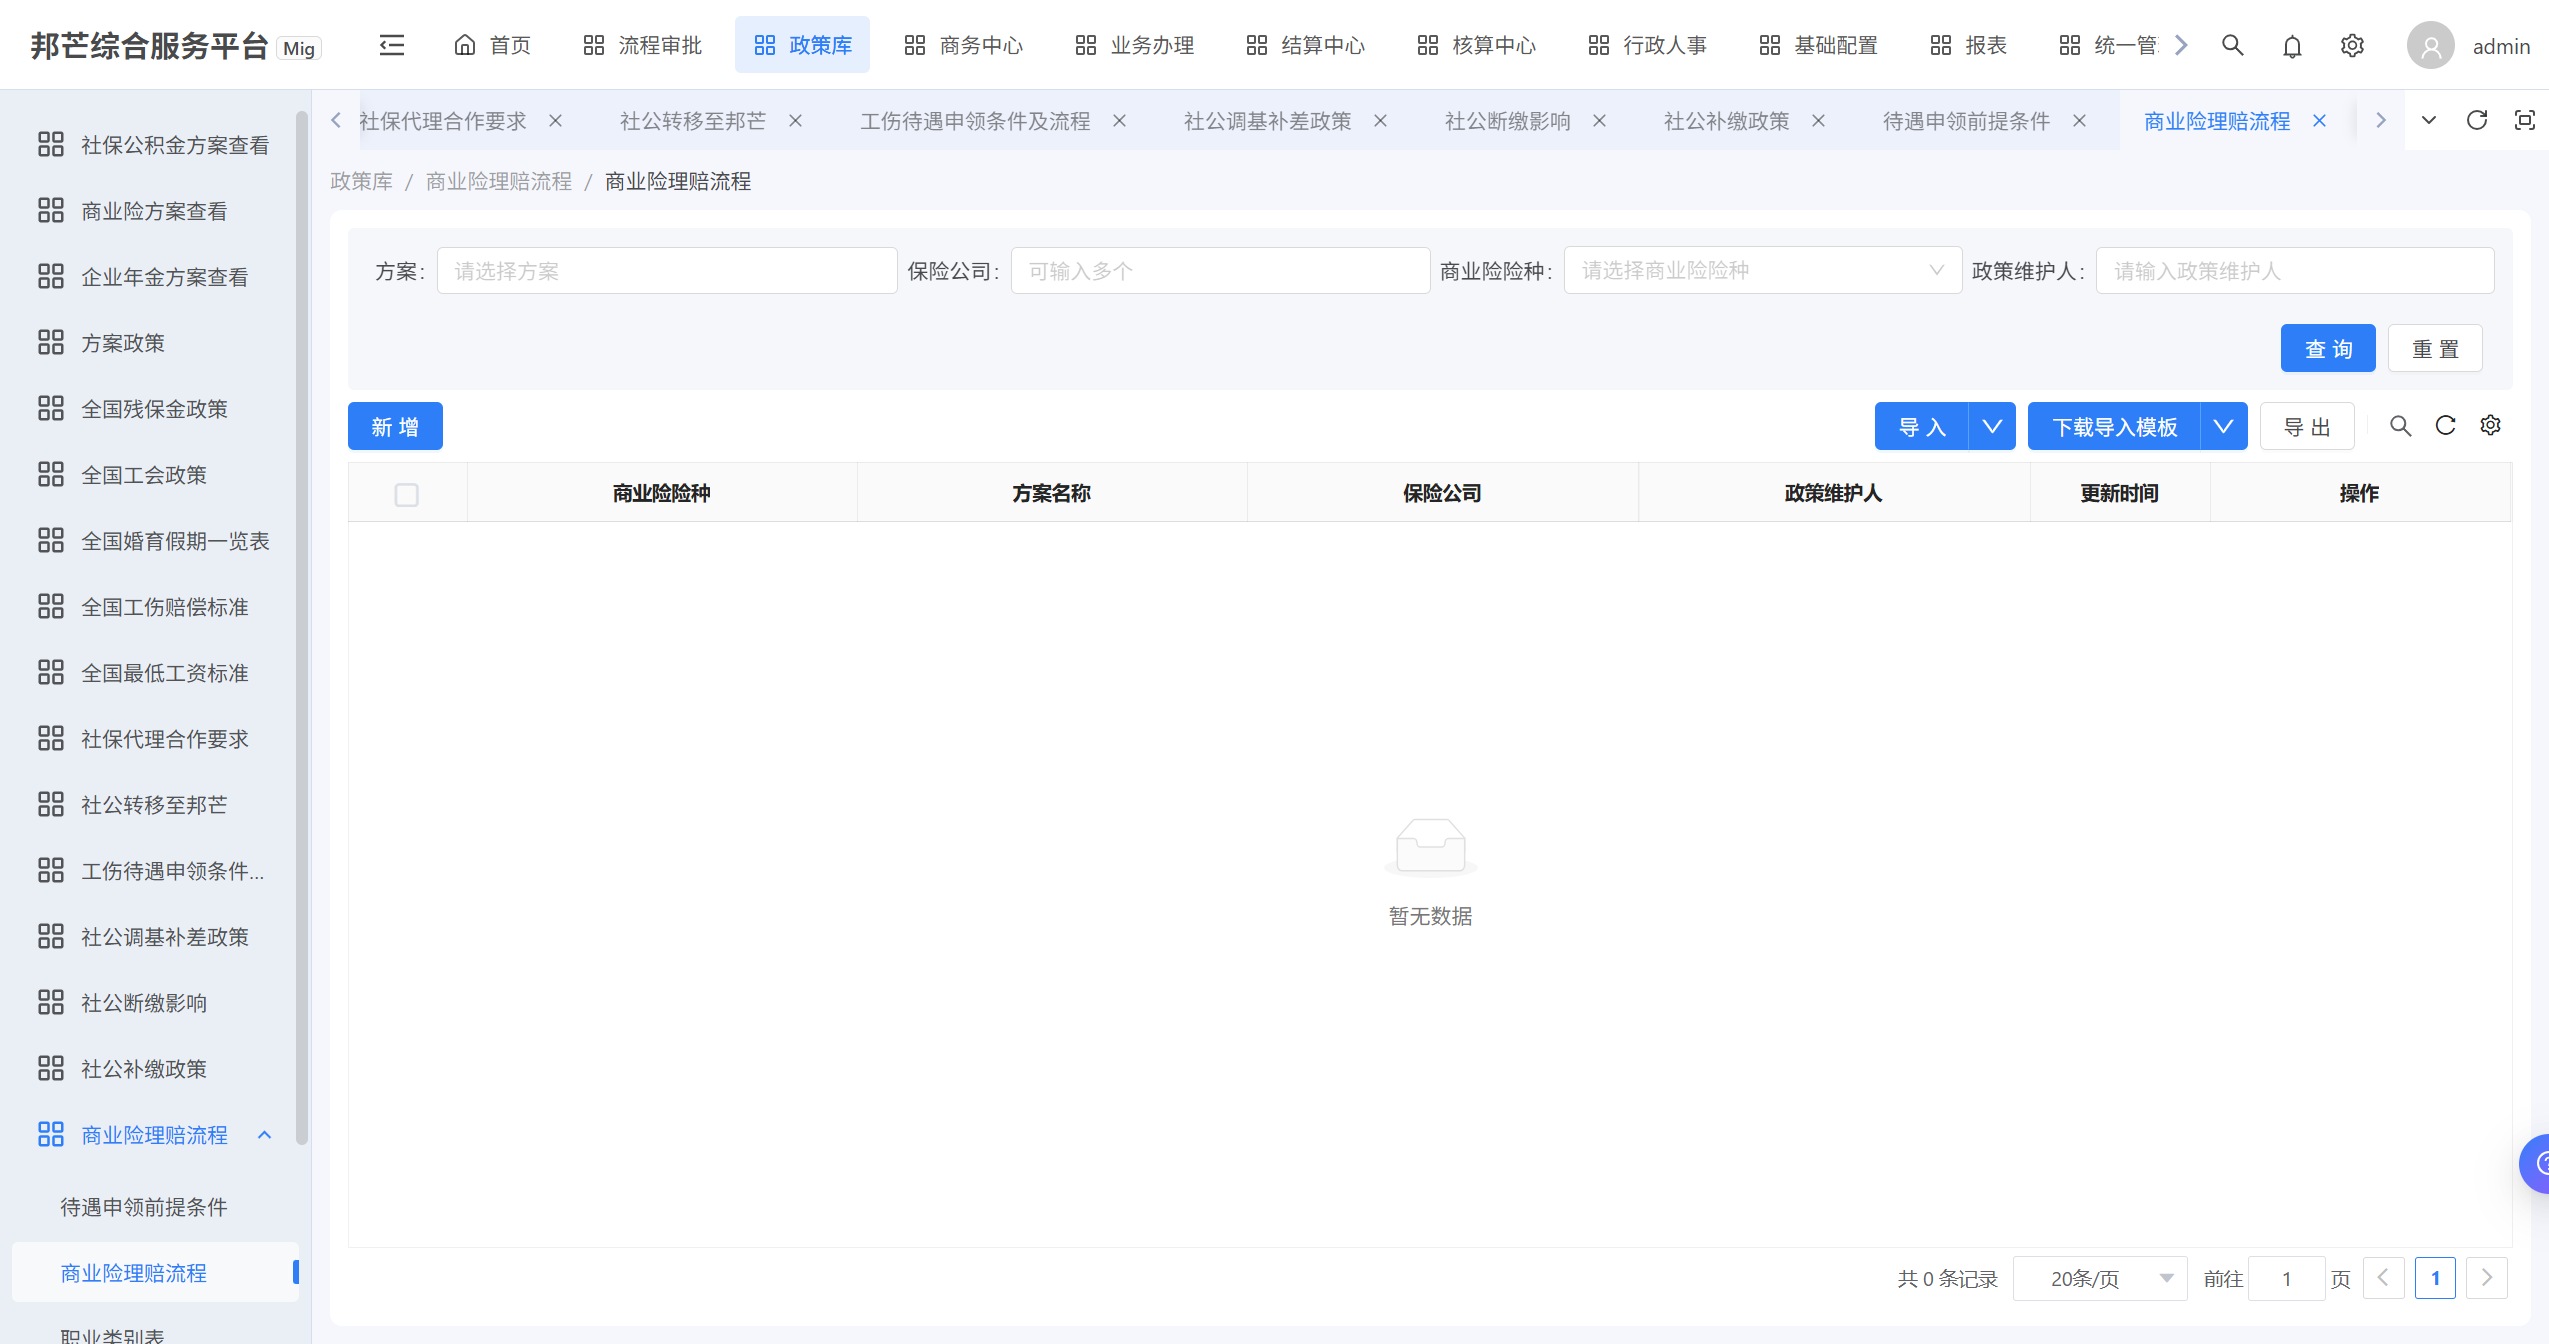 邦芒综合服务平台 Mig 首页 流程审批 政策库 商务中心 业务办理 结算中心 核算中心 行政人事 基础配置 报表 统一管 admin
社保代理合作要求 社公转移至邦芒 工伤待遇申领条件及流程 社公调基补差政策 社公断缴影响 社公补缴政策 待遇申领前提条件 商业险理赔流程
政策库 / 商业险理赔流程 / 商业险理赔流程
社保公积金方案查看
商业险方案查看
企业年金方案查看
方案政策
全国残保金政策
全国工会政策
全国婚育假期一览表
全国工伤赔偿标准
全国最低工资标准
社保代理合作要求
社公转移至邦芒
工伤待遇申领条件...
社公调基补差政策
社公断缴影响
社公补缴政策
商业险理赔流程
待遇申领前提条件
商业险理赔流程
职业类别表
方案: 请选择方案 保险公司: 可输入多个 商业险险种: 请选择商业险险种 政策维护人: 请输入政策维护人
查询 重置
新增 导入 下载导入模板 导出
商业险险种 方案名称 保险公司 政策维护人 更新时间 操作
暂无数据
共 0 条记录 20条/页 前往 1 页 1